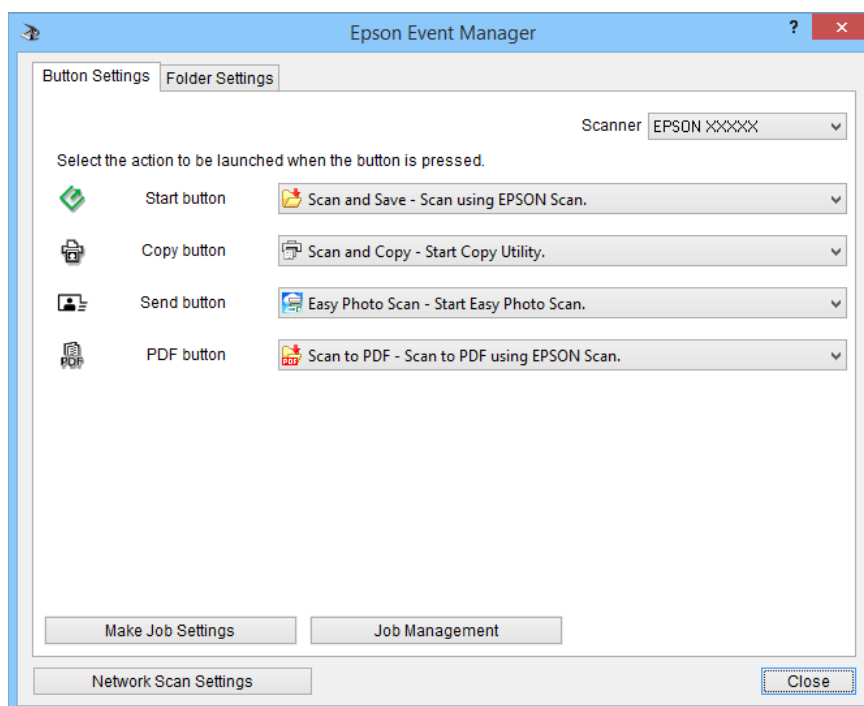 Epson Event Manager
? ×
Button Settings Folder Settings
Scanner EPSON XXXXX
Select the action to be launched when the button is pressed.
Start button Scan and Save - Scan using EPSON Scan.
Copy button Scan and Copy - Start Copy Utility.
Send button Easy Photo Scan - Start Easy Photo Scan.
PDF PDF button PDF Scan to PDF - Scan to PDF using EPSON Scan.
Make Job Settings Job Management
Network Scan Settings Close